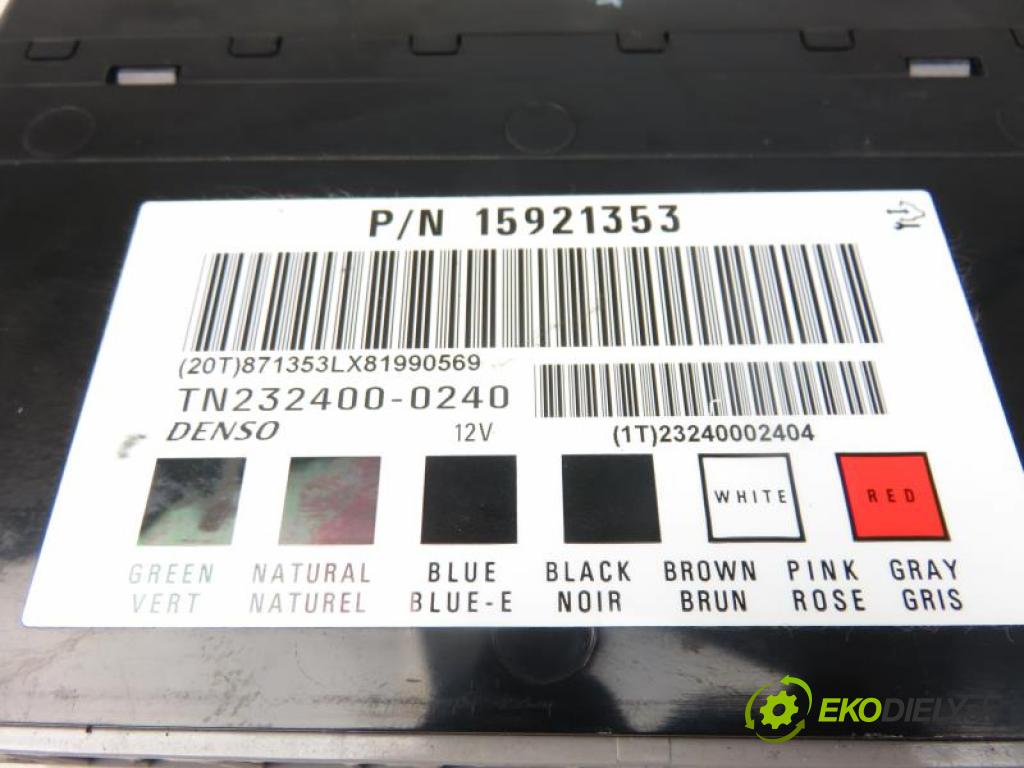 P/N 15921353
(20T)871353LX81990569
TN232400-0240
DENSO 12V
(1T)23240002404
WHITE RED
GREEN NATURAL BLUE BLACK BROWN PINK GRAY
VERT NATUREL BLUE-E NOIR BRUN ROSE GRIS
EKODIELY